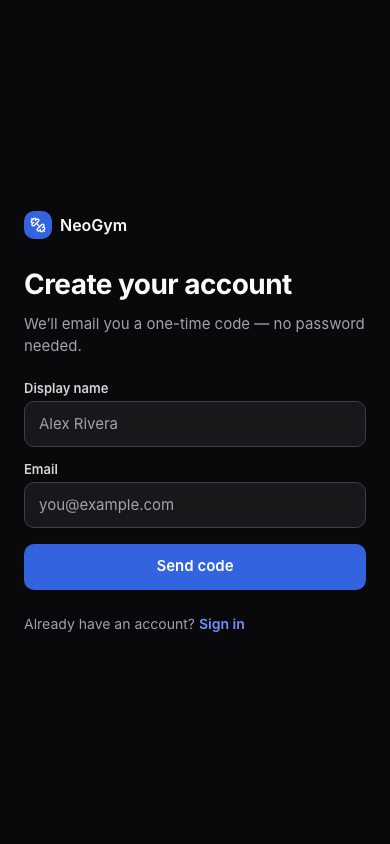 NeoGym
Create your account
We’ll email you a one-time code — no password
needed.
Display name
Alex Rivera
Email
you@example.com
Send code
Already have an account? Sign in